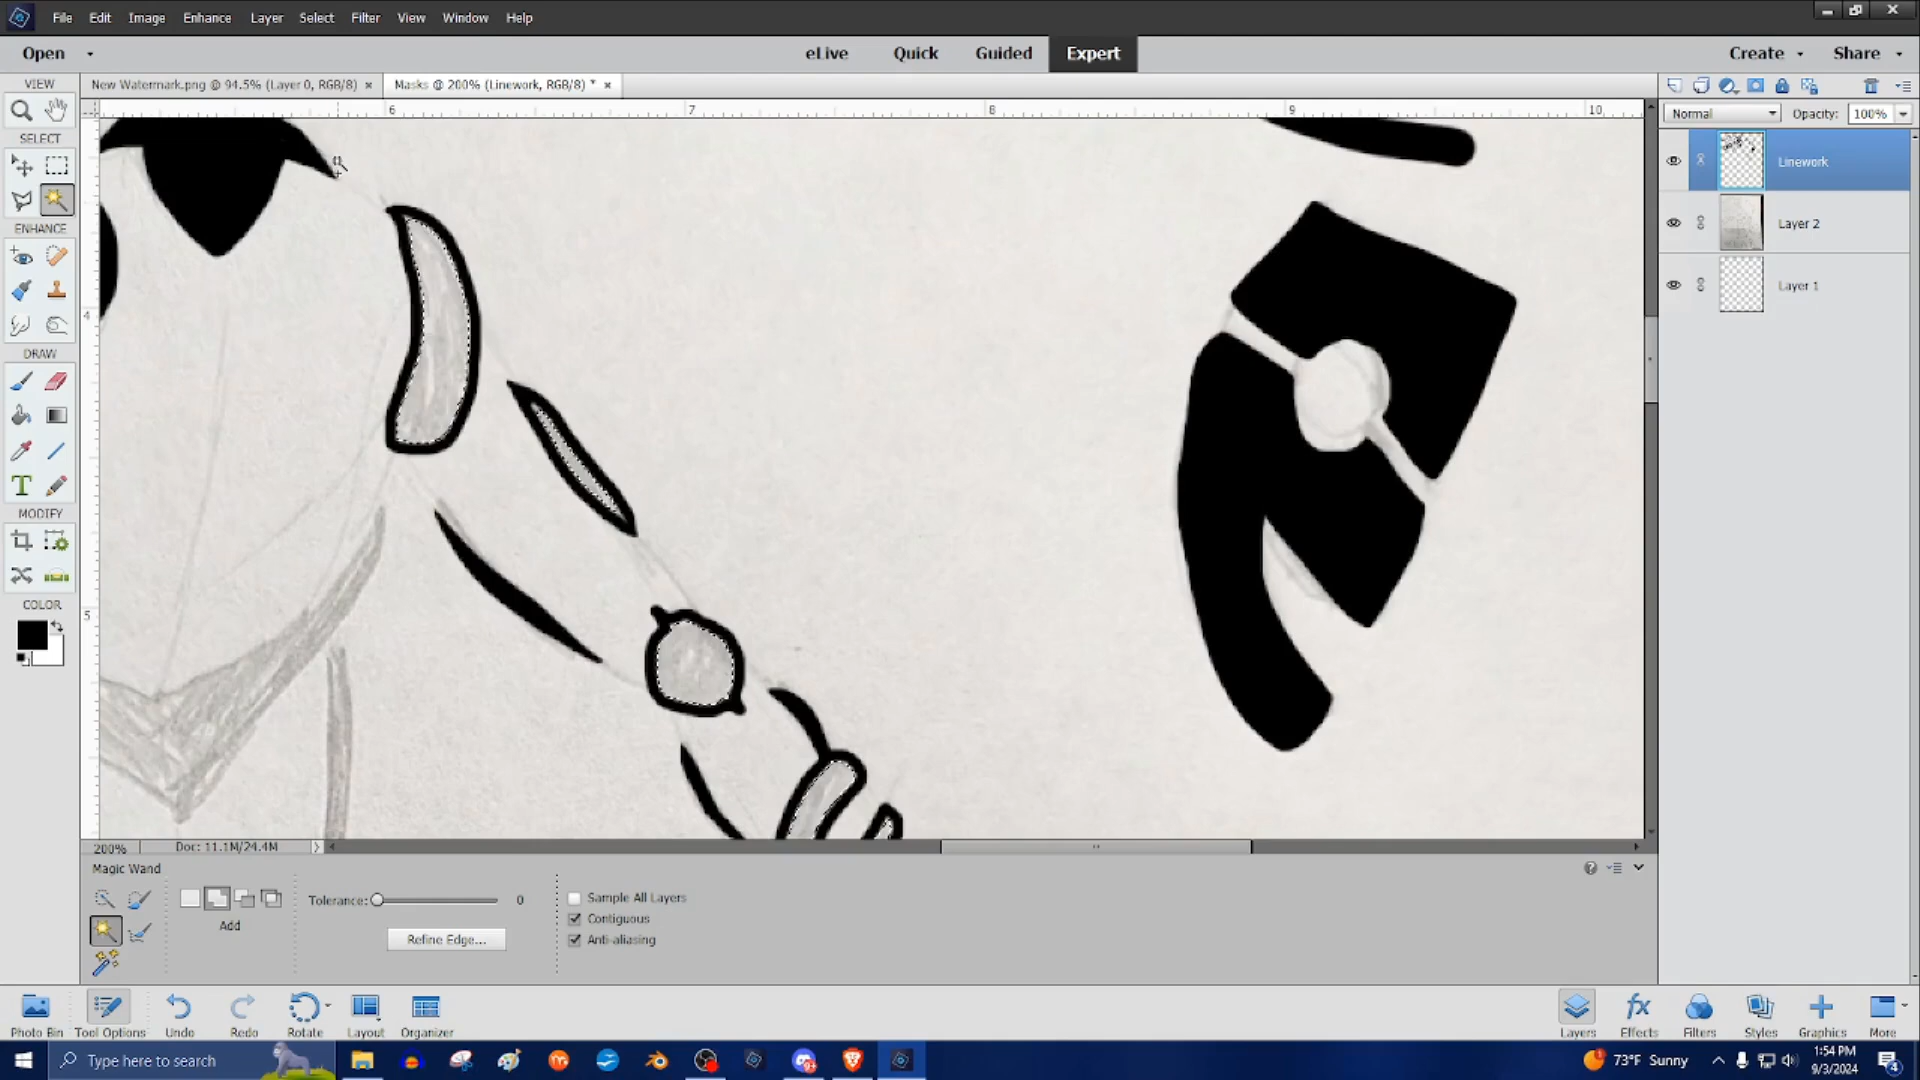 File Edit Image Enhance Layer Select Filter View Window Help
Open eLive Quick Guided Expert Create Share
VIEW
New Watermark.png @ 94.5% (Layer 0, RGB/8) × Masks @ 200% (Linework, RGB/8) * ×
6 7 8 9 10
Normal Opacity: 100%
SELECT
Linework
Layer 2
ENHANCE
Layer 1
4
DRAW
T
MODIFY
COLOR
5
200% Doc: 11.1M/24.4M
Magic Wand
Tolerance: 0
Sample All Layers
Add
Contiguous
Refine Edge...
Anti-aliasing
Photo Bin Tool Options Undo Redo Rotate Layout Organizer
fx
Layers Effects Filters Styles Graphics More
Type here to search
73°F Sunny
1:54 PM
9/3/2024
4